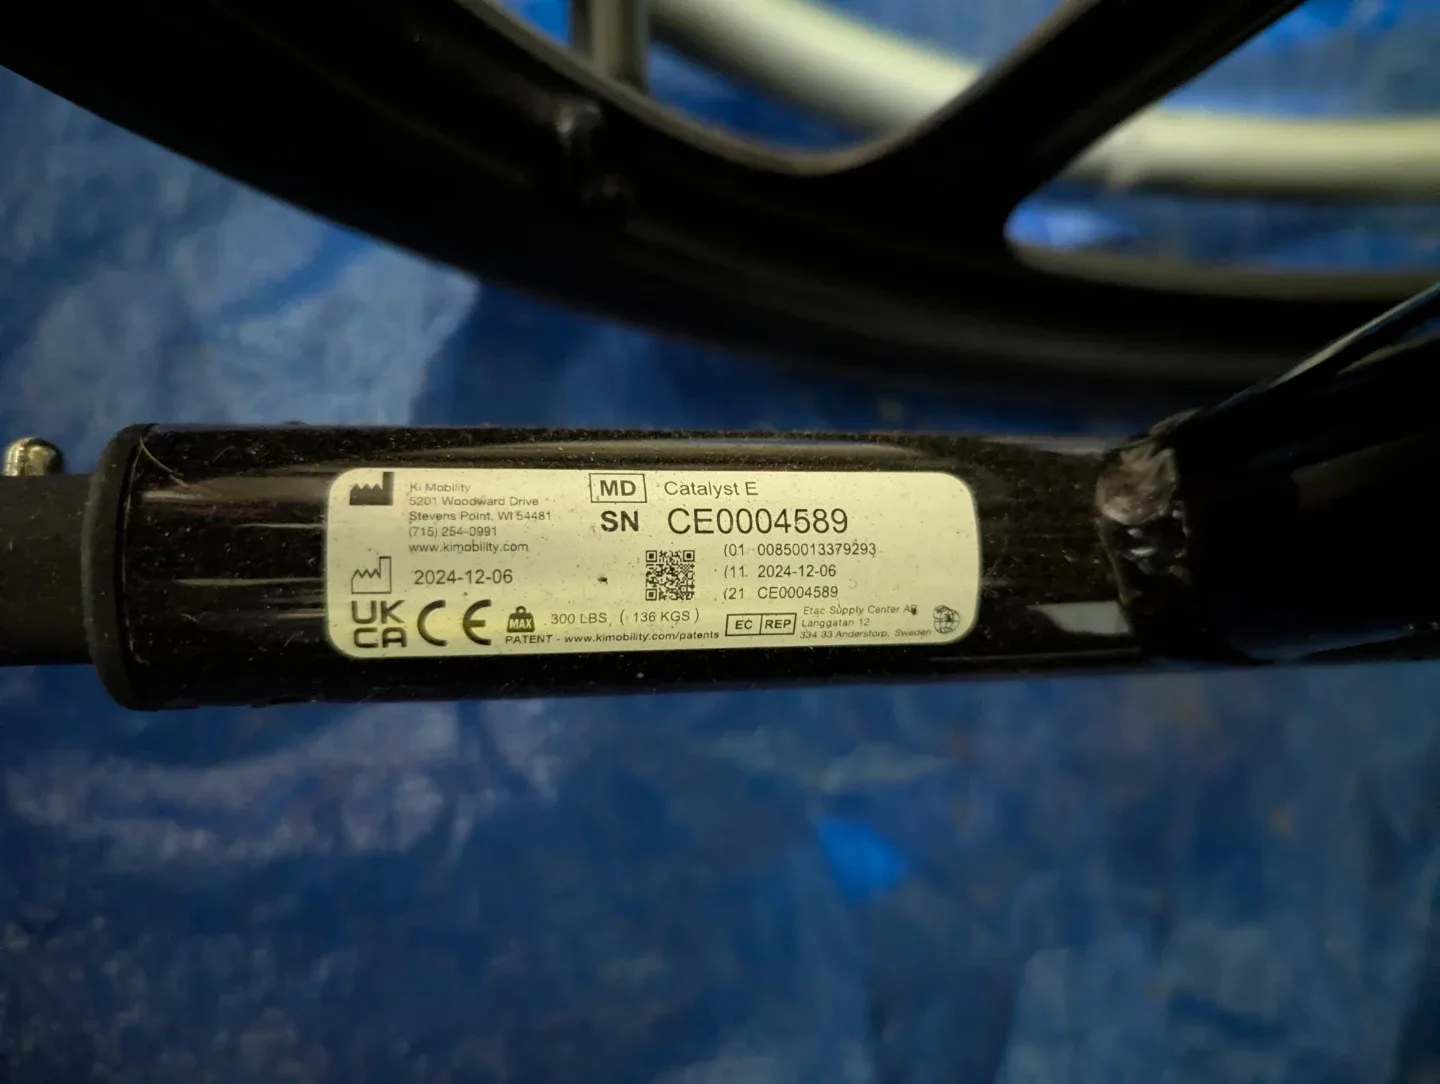 Ki Mobility
5201 Woodward Drive
Stevens Point, WI 54481
(715) 254-0991
www.kimobility.com
2024-12-06
UK
CA CE
MD Catalyst E
SN CE0004589
(01 00850013379293
(11 2024-12-06
(21 CE0004589
MAX 300 LBS, ( 136 KGS )
PATENT - www.kimobility.com/patents
EC REP
Etac Supply Center AB
Langgatan 12
334 33 Anderstorp, Sweden